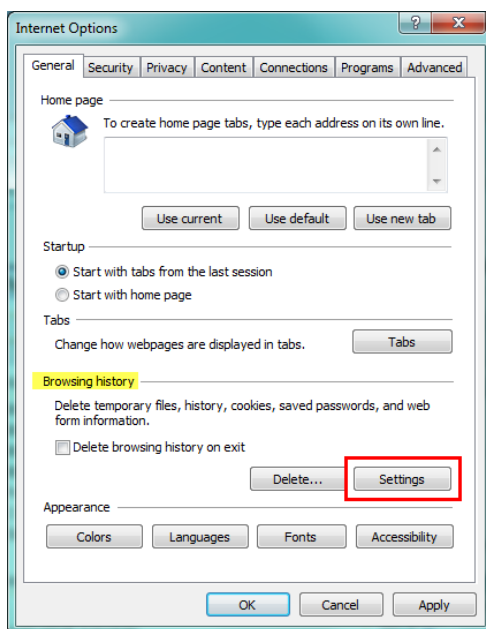 Internet Options
General Security Privacy Content Connections Programs Advanced
Home page
To create home page tabs, type each address on its own line.
Use current Use default Use new tab
Startup
Start with tabs from the last session
Start with home page
Tabs
Change how webpages are displayed in tabs. Tabs
Browsing history
Delete temporary files, history, cookies, saved passwords, and web
form information.
Delete browsing history on exit
Delete... Settings
Appearance
Colors Languages Fonts Accessibility
OK Cancel Apply